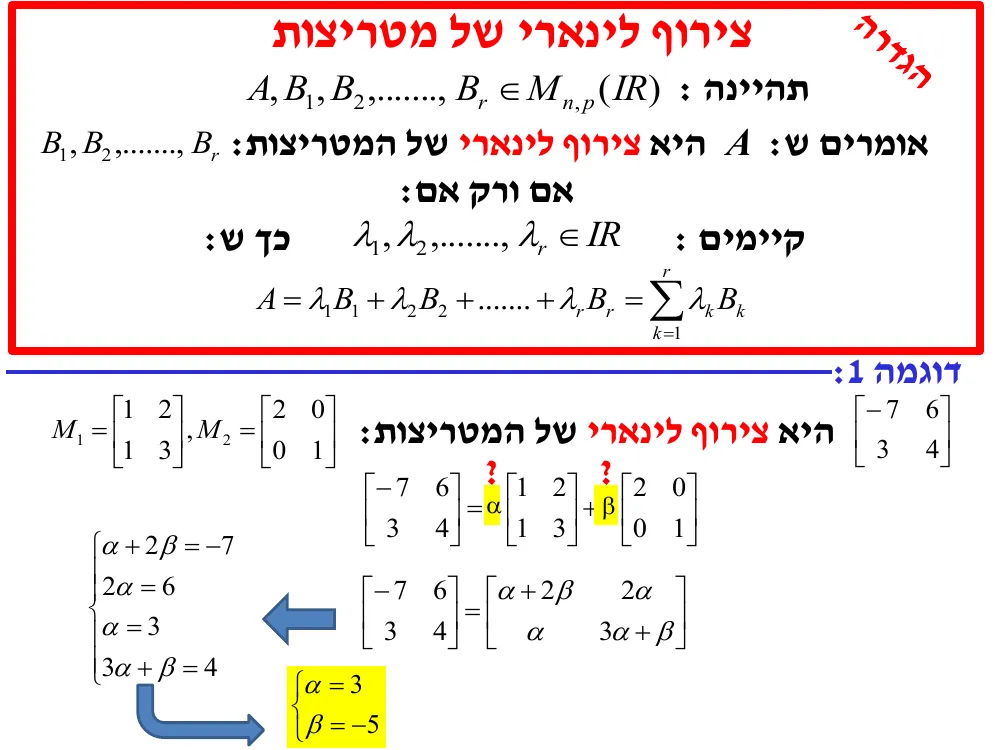 הגדרה
צירוף לינארי של מטריצות
תהיינה : A, B₁, B₂,......., Bᵣ ∈ Mₙ,ₚ(IR)
אומרים ש: A היא צירוף לינארי של המטריצות: B₁, B₂,......., Bᵣ
אם ורק אם:
קיימים : λ₁, λ₂,......., λᵣ ∈ IR כך ש:
A = λ₁B₁ + λ₂B₂ + ....... + λᵣBᵣ = ∑ₖ₌₁ʳ λₖBₖ
דוגמה 1:
[−7 6; 3 4] היא צירוף לינארי של המטריצות: M₁ = [1 2; 1 3], M₂ = [2 0; 0 1]
? ?
[−7 6; 3 4] = α [1 2; 1 3] + β [2 0; 0 1]
[−7 6; 3 4] = [α + 2β 2α; α 3α + β]
{α + 2β = −7
2α = 6
α = 3
3α + β = 4
{α = 3
β = −5